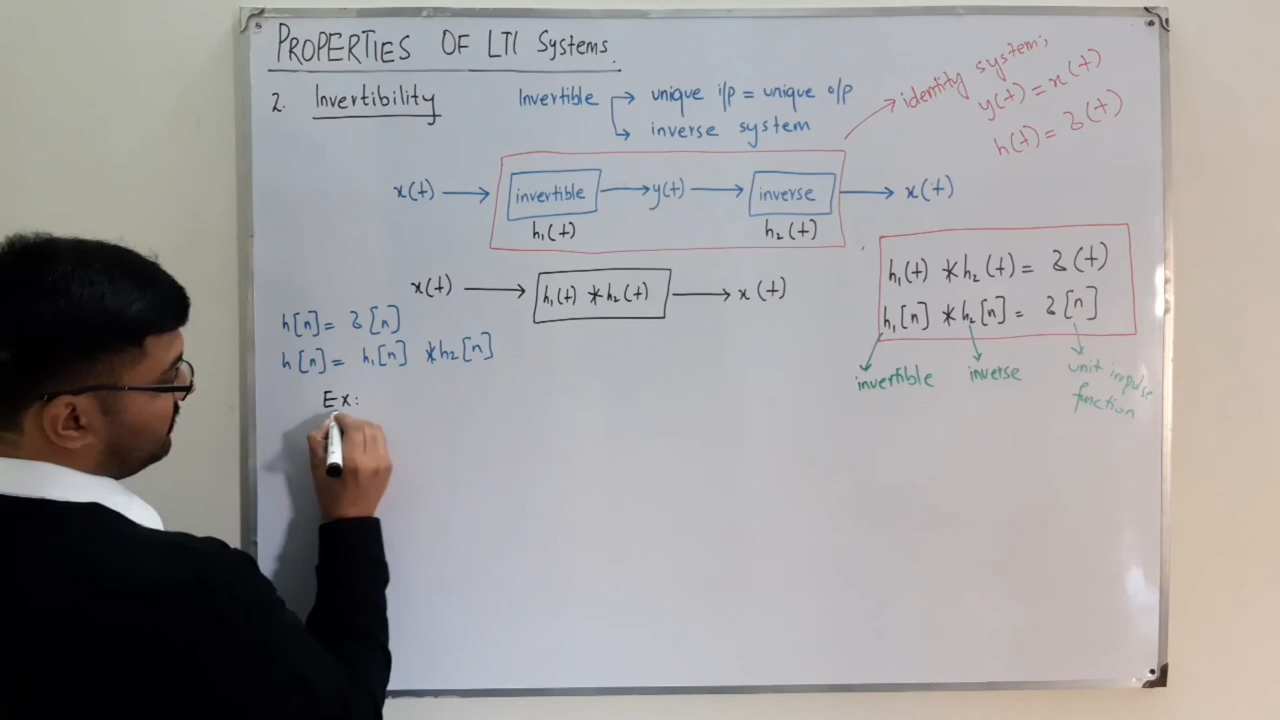 PROPERTIES OF LTI Systems.
2. Invertibility
Invertible → unique i/p = unique o/p
→ inverse system
→ identity system;
y(t) = x(t)
h(t) = δ(t)
x(t) → invertible → y(t) → inverse → x(t)
h₁(t) h₂(t)
x(t) → h₁(t) * h₂(t) → x(t)
h₁(t) * h₂(t) = δ(t)
h₁[n] * h₂[n] = δ[n]
invertible inverse unit impulse
function
h[n] = δ[n]
h[n] = h₁[n] * h₂[n]
Ex: